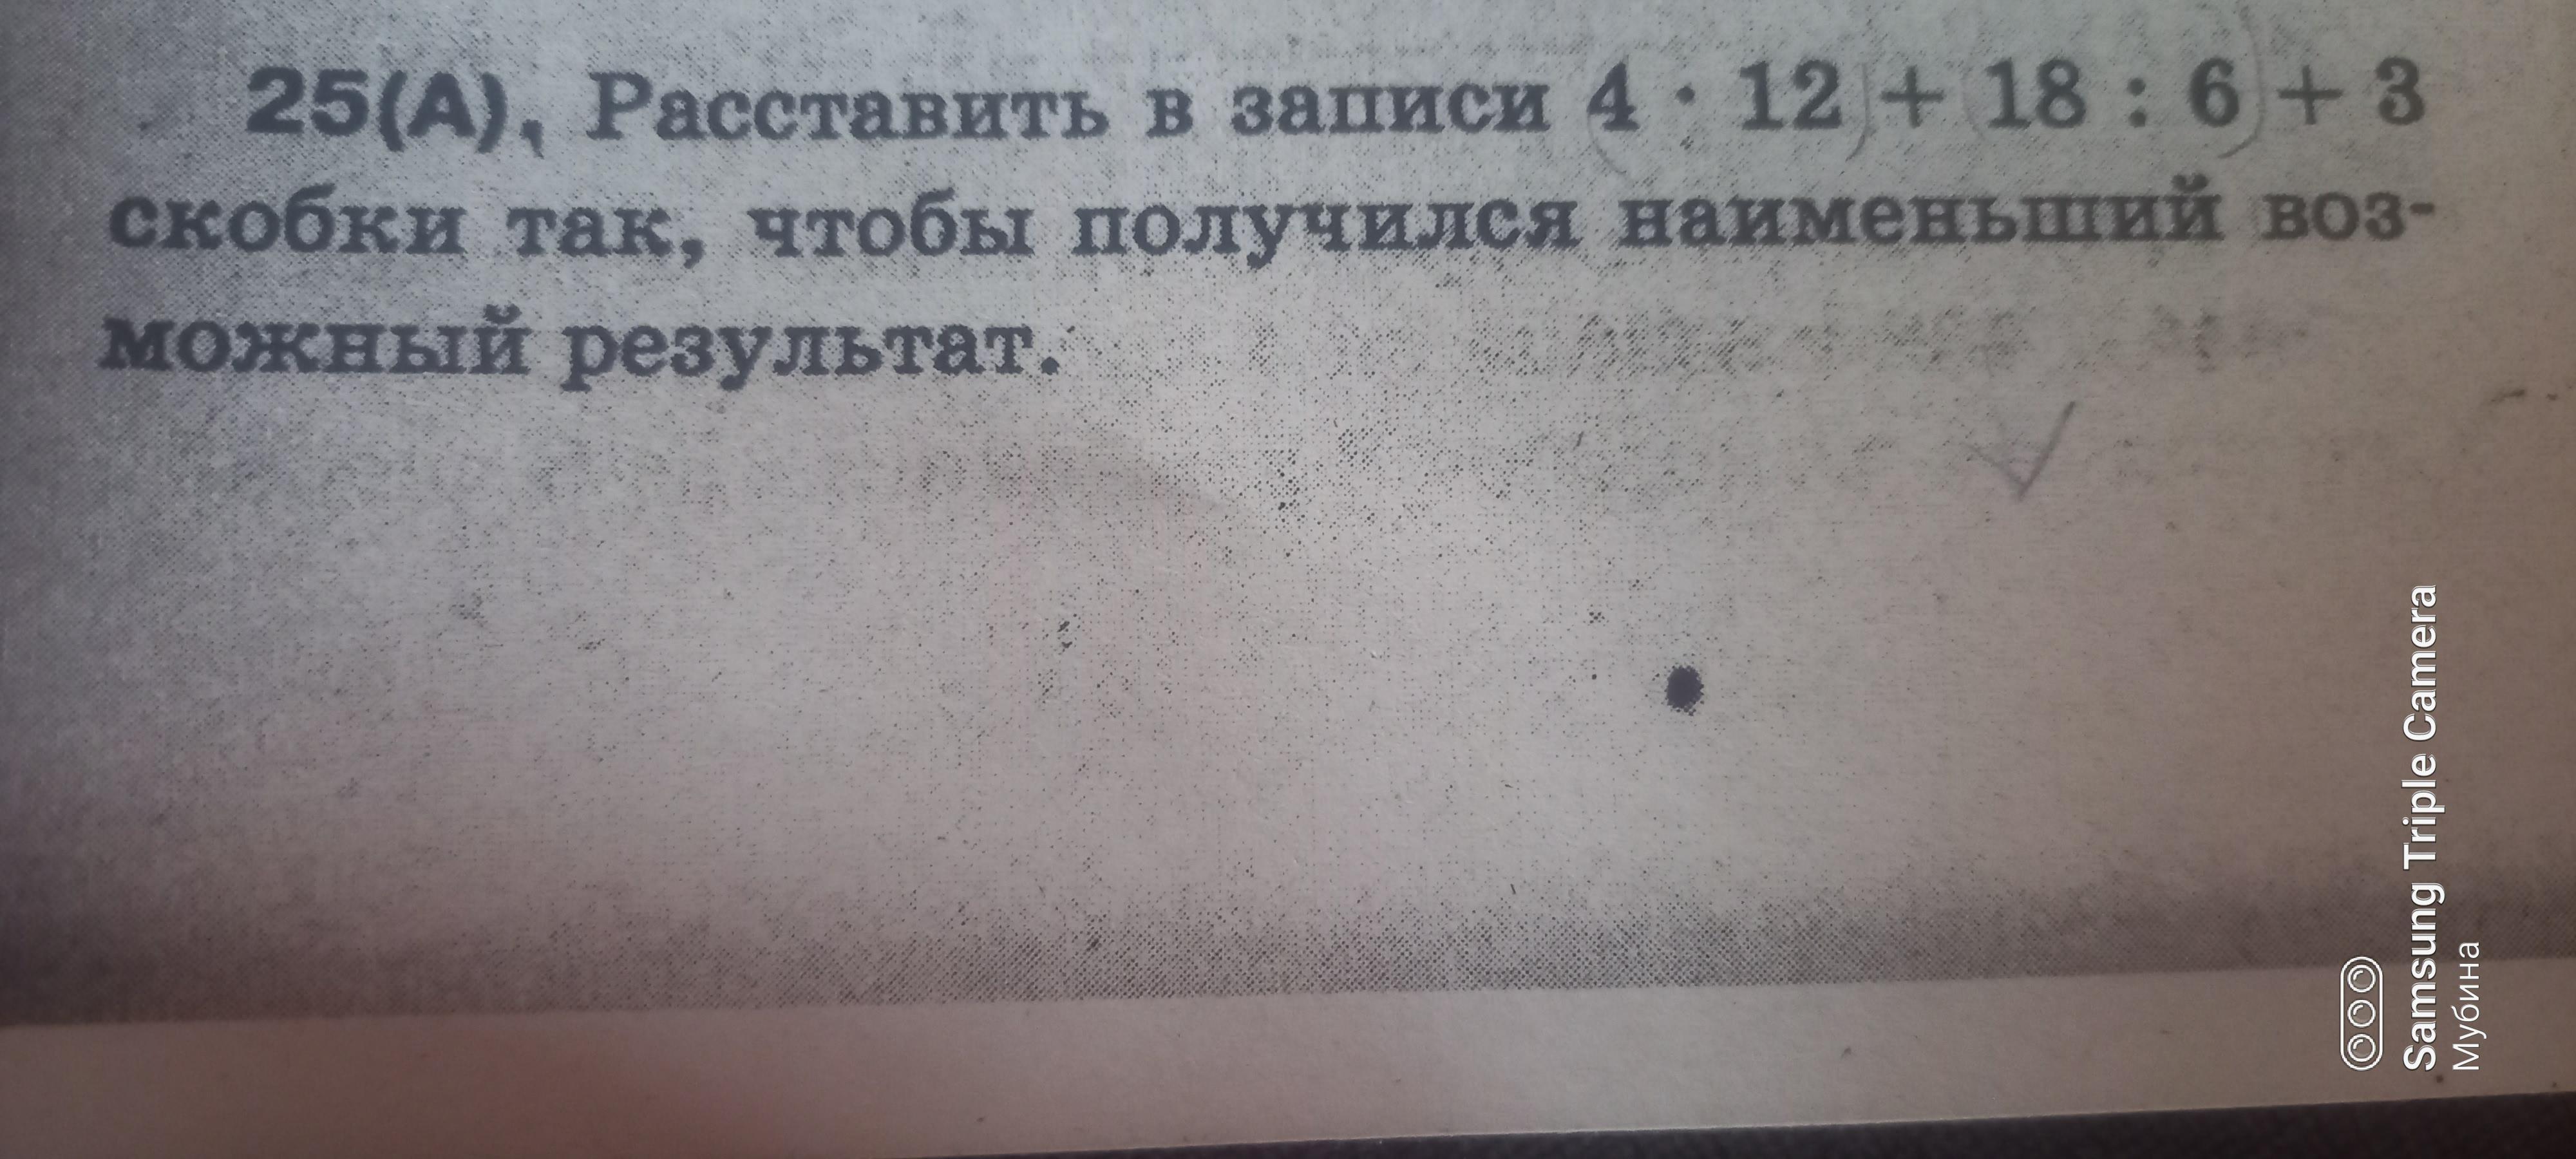 25(А). Расставить в записи (4 · 12) + (18 : 6) + 3
скобки так, чтобы получился наименьший воз-
можный результат.
Samsung Triple Camera
Мубина